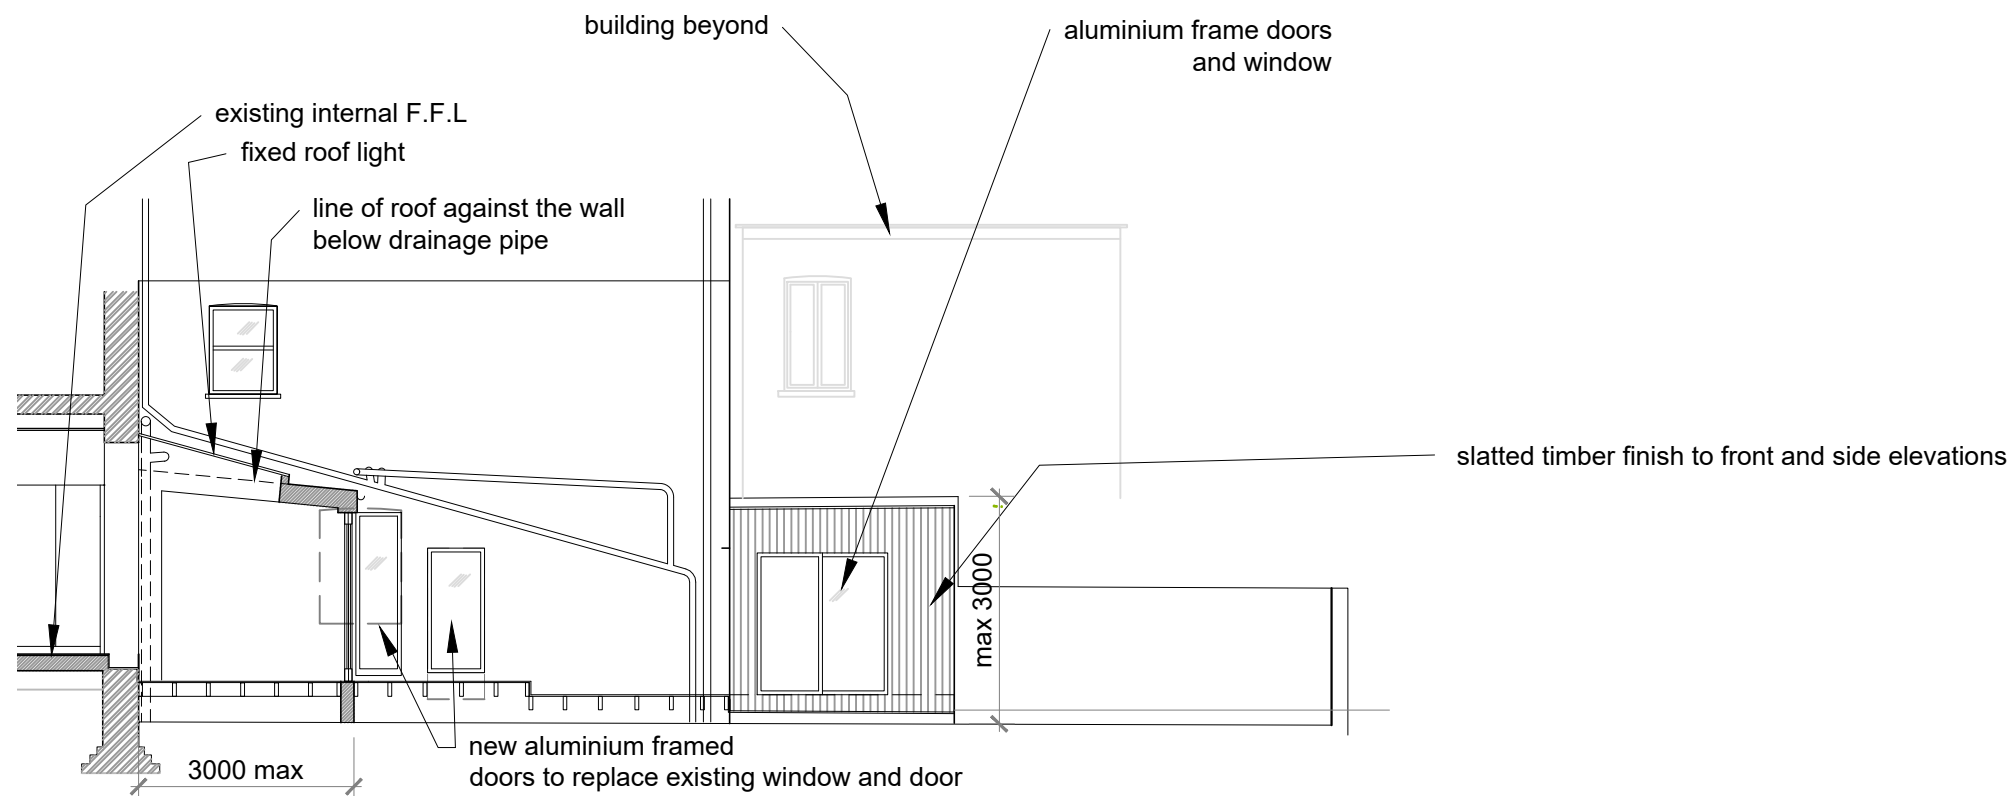 building beyond
aluminium frame doors
and window
existing internal F.F.L
fixed roof light
line of roof against the wall
below drainage pipe
slatted timber finish to front and side elevations
max 3000
new aluminium framed
doors to replace existing window and door
3000 max